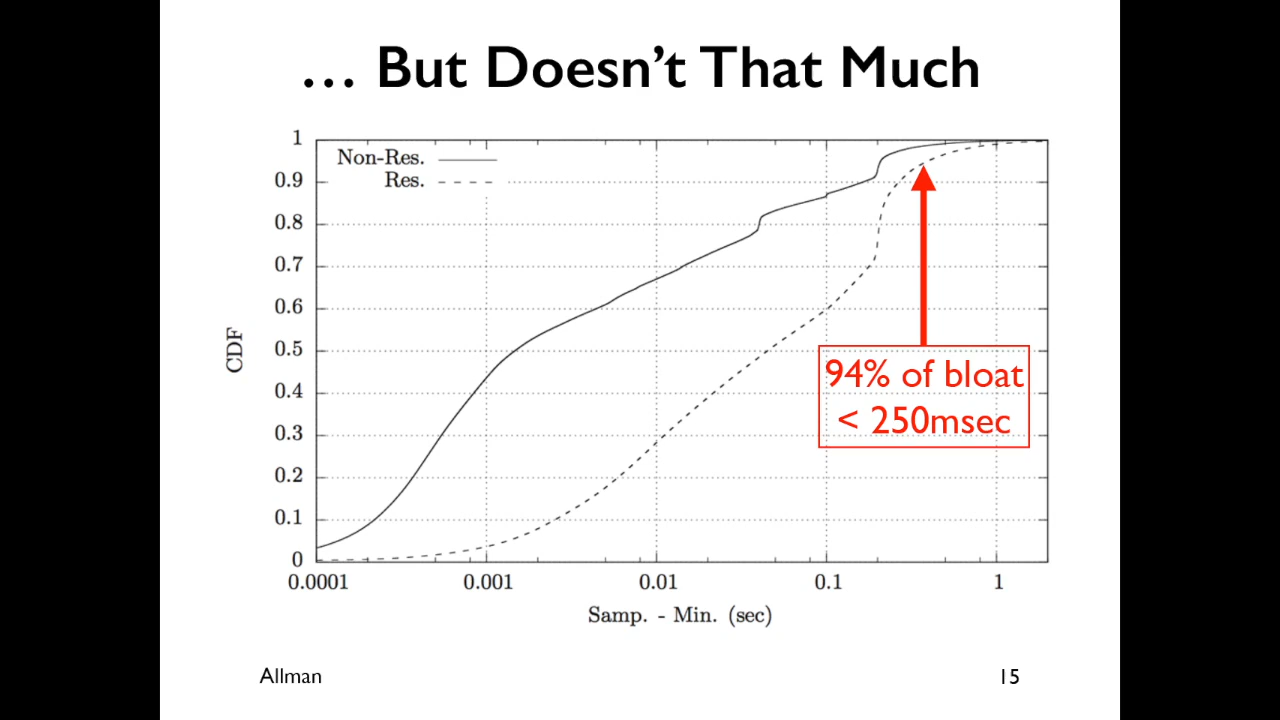 ... But Doesn't That Much
1
Non-Res.
Res.
0.9
0.8
0.7
0.6
0.5
0.4
0.3
0.2
0.1
0
CDF
94% of bloat
< 250msec
0.0001 0.001 0.01 0.1 1
Samp. - Min. (sec)
Allman 15